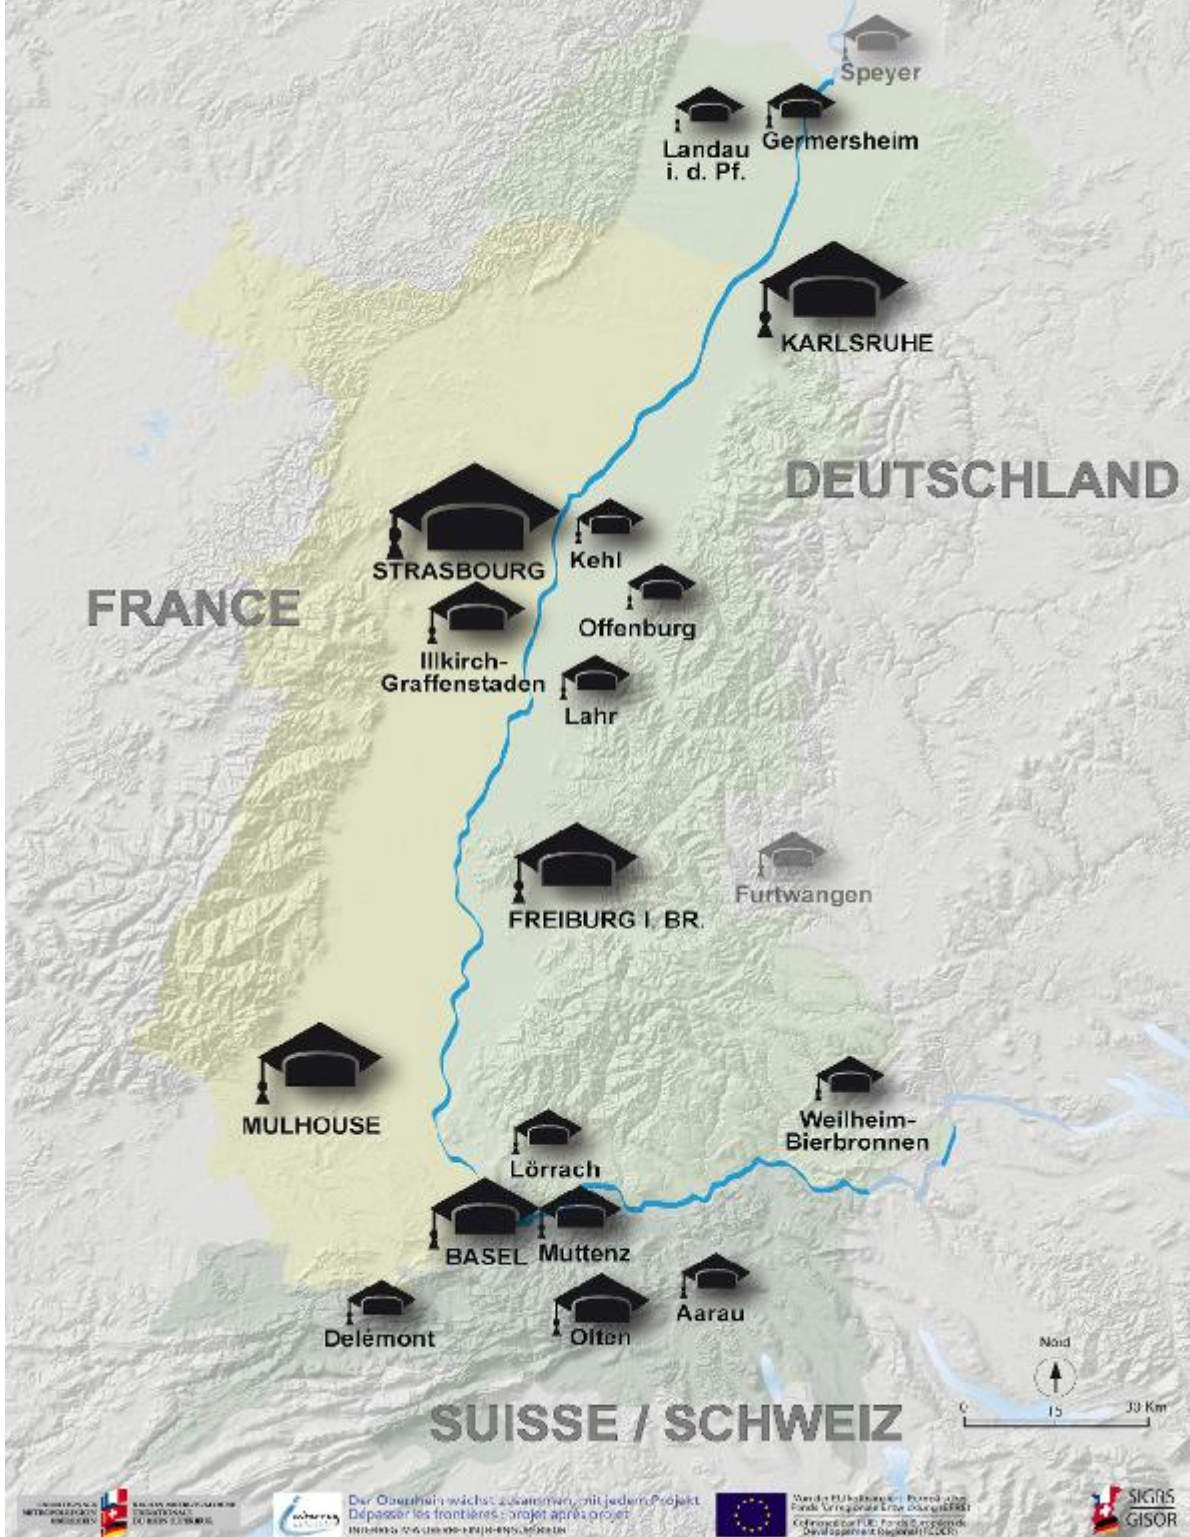 Speyer
Landau
i. d. Pf.
Germersheim
KARLSRUHE
DEUTSCHLAND
STRASBOURG
Kehl
FRANCE
Offenburg
Illkirch-
Graffenstaden
Lahr
Furtwangen
FREIBURG I. BR.
MULHOUSE
Weilheim-
Bierbronnen
Lörrach
BASEL
Muttenz
Aarau
Delémont
Olten
Nord
0 15 30 Km
SUISSE / SCHWEIZ
Der Oberrhein wächst zusammen, mit jedem Projekt
Dépasser les frontières : projet après projet
SIGRS
GISOR